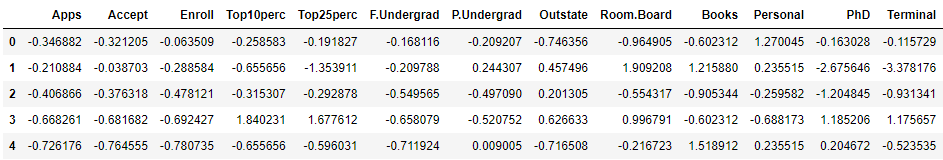 Apps Accept Enroll Top10perc Top25perc F.Undergrad P.Undergrad Outstate Room.Board Books Personal PhD Terminal
0 -0.346882 -0.321205 -0.063509 -0.258583 -0.191827 -0.168116 -0.209207 -0.746356 -0.964905 -0.602312 1.270045 -0.163028 -0.115729
1 -0.210884 -0.038703 -0.288584 -0.655656 -1.353911 -0.209788 0.244307 0.457496 1.909208 1.215880 0.235515 -2.675646 -3.378176
2 -0.406866 -0.376318 -0.478121 -0.315307 -0.292878 -0.549565 -0.497090 0.201305 -0.554317 -0.905344 -0.259582 -1.204845 -0.931341
3 -0.668261 -0.681682 -0.692427 1.840231 1.677612 -0.658079 -0.520752 0.626633 0.996791 -0.602312 -0.688173 1.185206 1.175657
4 -0.726176 -0.764555 -0.780735 -0.655656 -0.596031 -0.711924 0.009005 -0.716508 -0.216723 1.518912 0.235515 0.204672 -0.523535